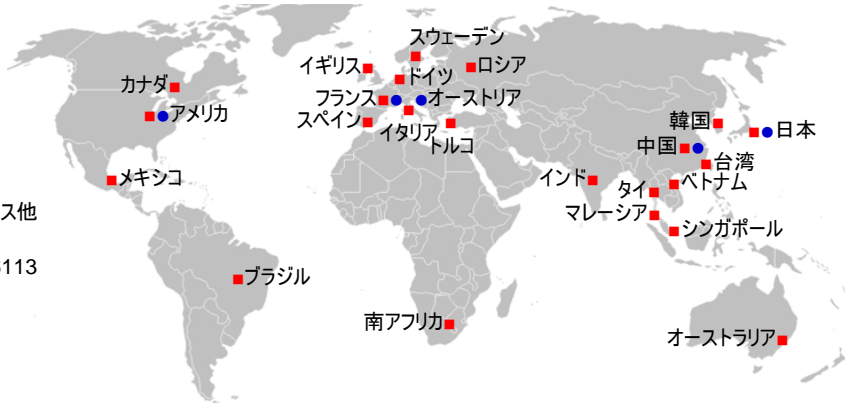 スウェーデン
イギリス
ロシア
ドイツ
カナダ
フランス
オーストリア
アメリカ
スペイン
イタリア
トルコ
韓国
日本
中国
台湾
メキシコ
インド
タイ
ベトナム
マレーシア
ス他
シンガポール
113
ブラジル
南アフリカ
オーストラリア